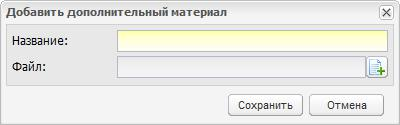 Добавить дополнительный материал
Название:
Файл:
Сохранить Отмена